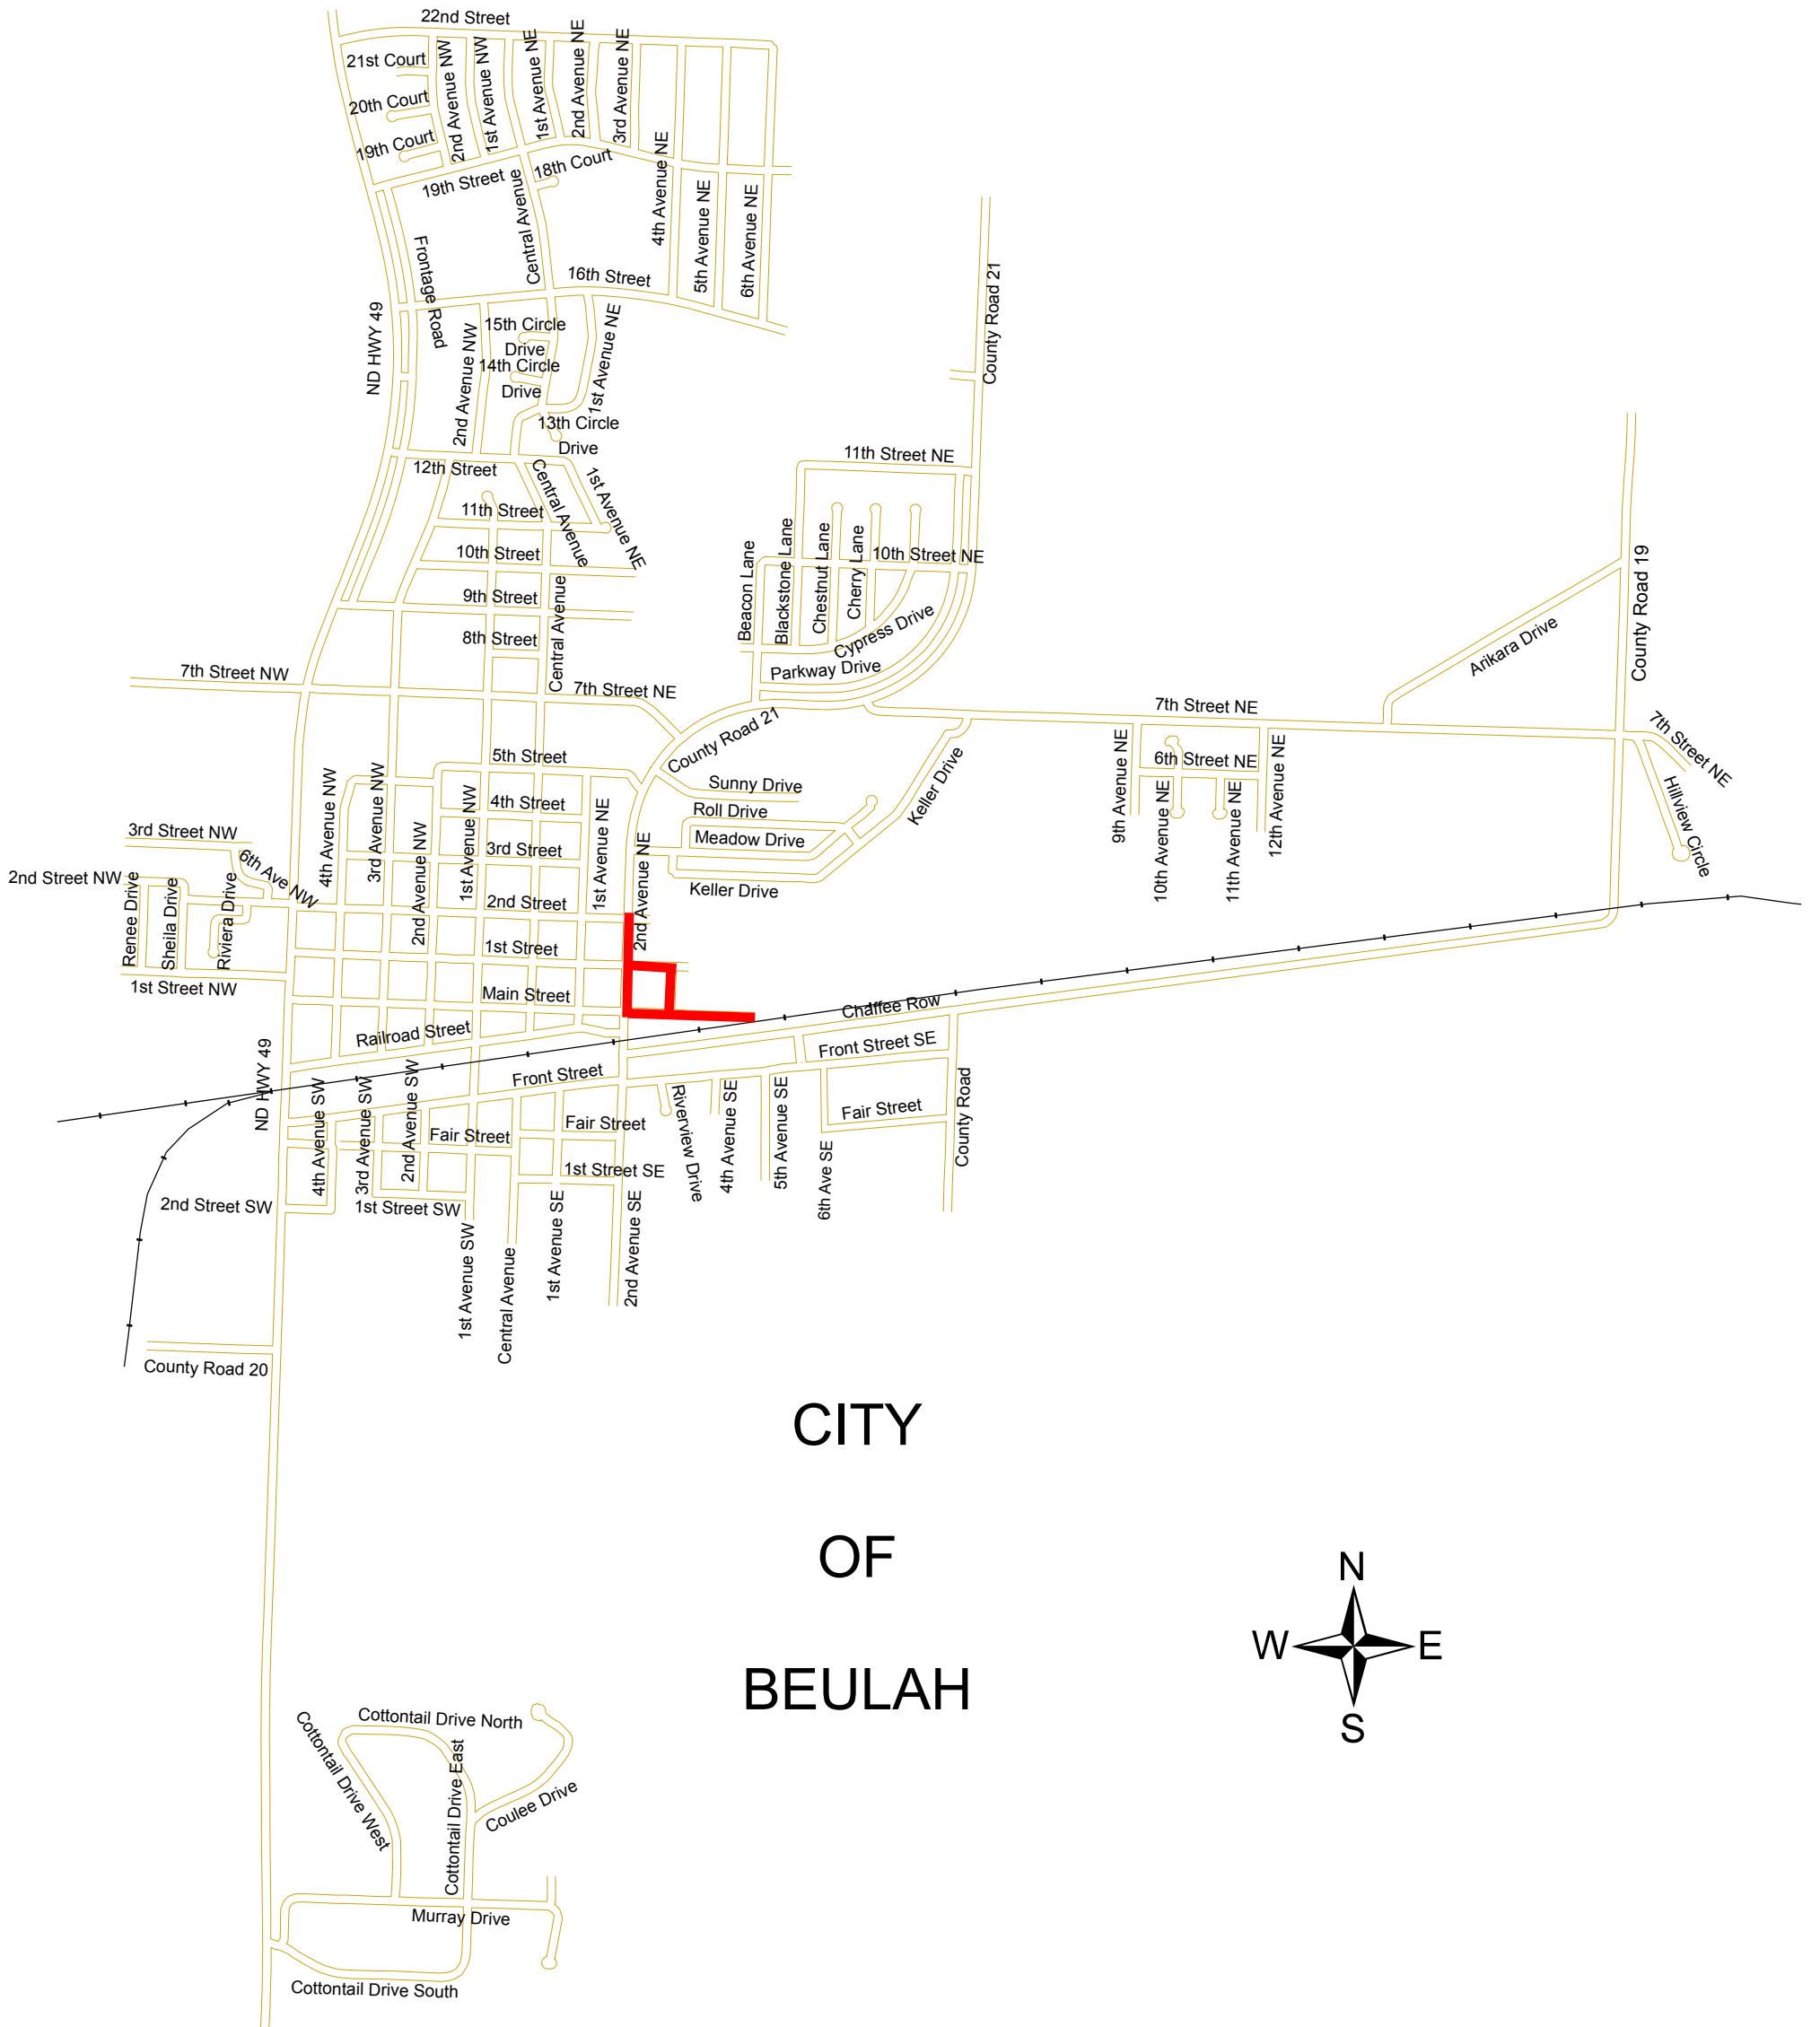 22nd Street
21st Court
20th Court
19th Court
2nd Avenue NW
1st Avenue NW
1st Avenue NE
2nd Avenue NE
3rd Avenue NE
19th Street
18th Court
Central Avenue
4th Avenue NE
5th Avenue NE
6th Avenue NE
Frontage Road
16th Street
ND HWY 49
2nd Avenue NW
15th Circle
Drive
14th Circle
Drive
1st Avenue NE
13th Circle
Drive
County Road 21
12th Street
Central Avenue
1st Avenue NE
11th Street NE
11th Street
10th Street
9th Street
8th Street
Central Avenue
Beacon Lane
Blackstone Lane
Chestnut Lane
Cherry Lane
10th Street NE
Cypress Drive
Parkway Drive
County Road 19
Arikara Drive
7th Street NW
7th Street NE
7th Street NE
7th Street NE
County Road 21
5th Street
Sunny Drive
Keller Drive
9th Avenue NE
6th Street NE
10th Avenue NE
11th Avenue NE
12th Avenue NE
Hillview Circle
4th Avenue NW
3rd Avenue NW
2nd Avenue NW
1st Avenue NW
4th Street
1st Avenue NE
Roll Drive
Meadow Drive
Keller Drive
3rd Street NW
6th Ave NW
3rd Street
2nd Avenue NE
2nd Street NW
Renee Drive
Sheila Drive
Riviera Drive
2nd Street
1st Street
1st Street NW
Main Street
Railroad Street
Chaffee Row
Front Street SE
ND HWY 49
Front Street
4th Avenue SW
3rd Avenue SW
2nd Avenue SW
Fair Street
Fair Street
Riverview Drive
4th Avenue SE
5th Avenue SE
6th Ave SE
Fair Street
County Road
1st Street SE
2nd Street SW
1st Street SW
1st Avenue SW
Central Avenue
1st Avenue SE
2nd Avenue SE
County Road 20
CITY
OF
BEULAH
N
W
E
S
Cottontail Drive North
Cottontail Drive West
Cottontail Drive East
Coulee Drive
Murray Drive
Cottontail Drive South